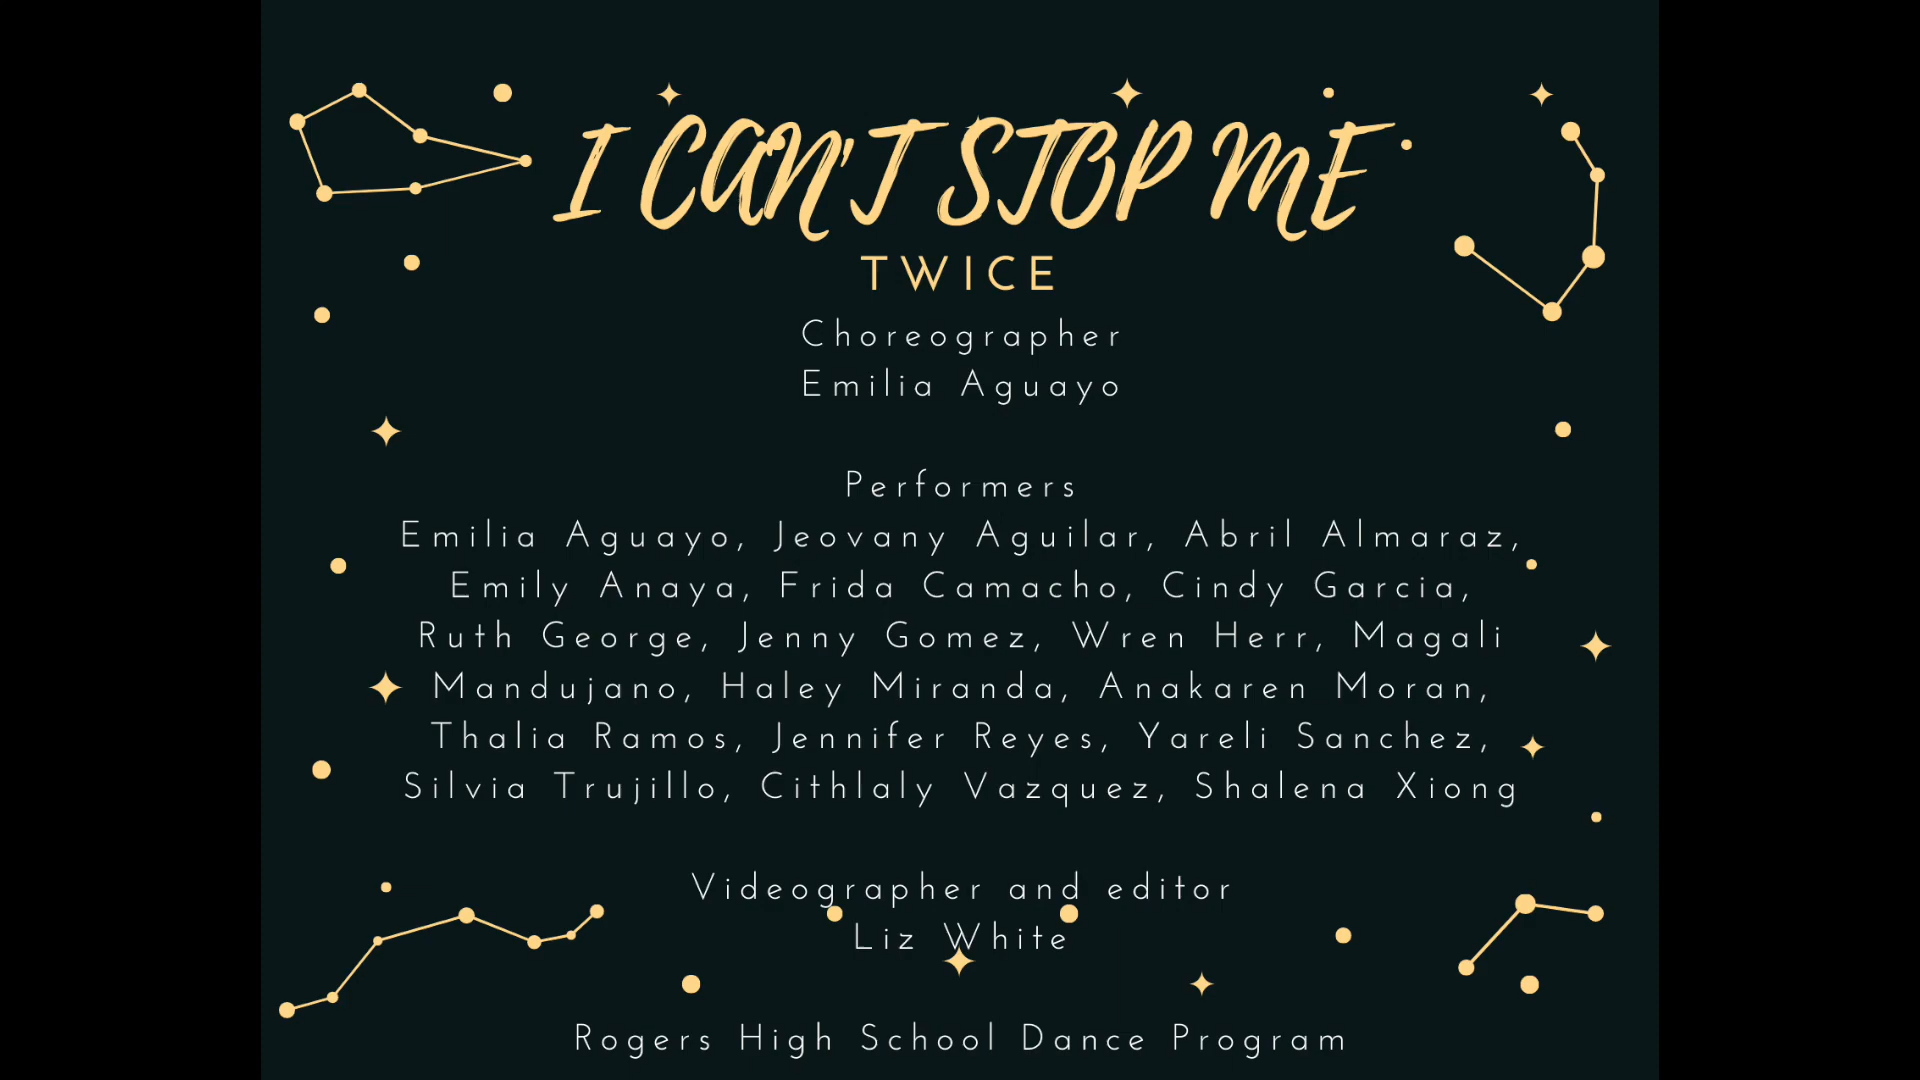 I CAN'T STOP ME
TWICE
Choreographer
Emilia Aguayo
Performers
Emilia Aguayo, Jeovany Aguilar, Abril Almaraz,
Emily Anaya, Frida Camacho, Cindy Garcia,
Ruth George, Jenny Gomez, Wren Herr, Magali
Mandujano, Haley Miranda, Anakaren Moran,
Thalia Ramos, Jennifer Reyes, Yareli Sanchez,
Silvia Trujillo, Cithlaly Vazquez, Shalena Xiong
Videographer and editor
Liz White
Rogers High School Dance Program